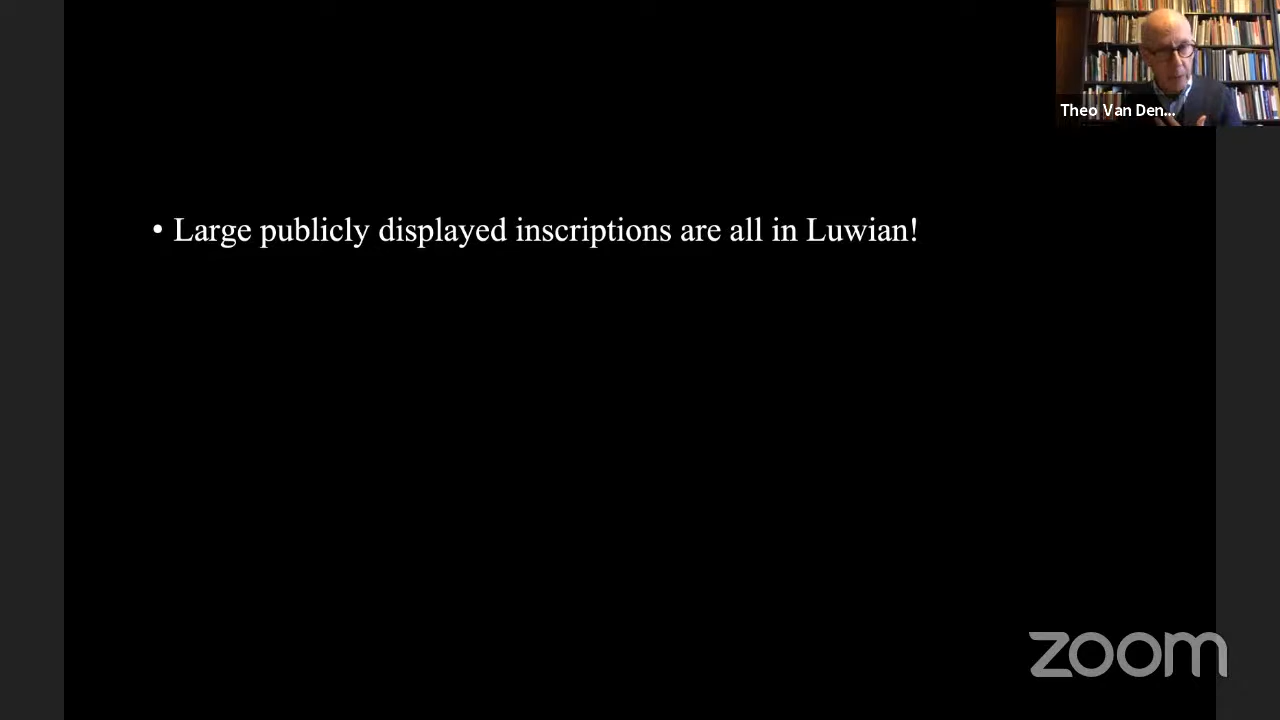 Theo Van Den...
• Large publicly displayed inscriptions are all in Luwian!
zoom